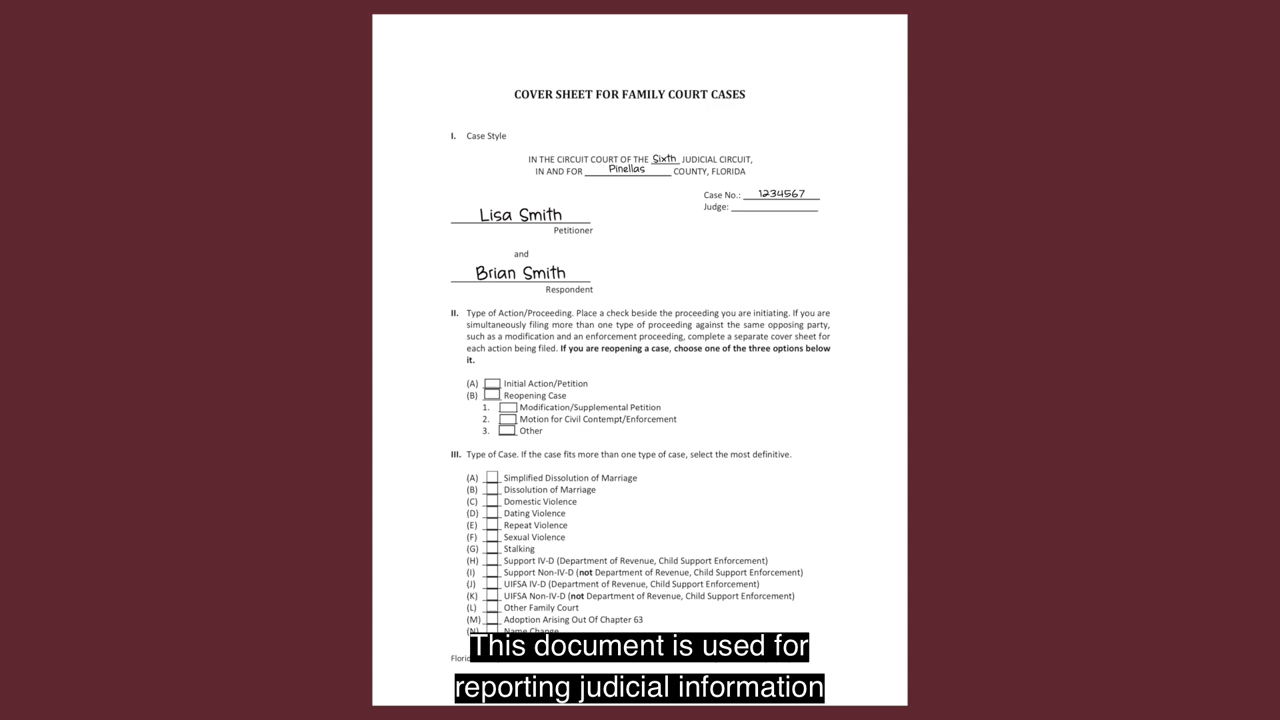 COVER SHEET FOR FAMILY COURT CASES
I. Case Style
IN THE CIRCUIT COURT OF THE Sixth JUDICIAL CIRCUIT,
IN AND FOR Pinellas COUNTY, FLORIDA
Case No.: 1234567
Judge:
Lisa Smith
Petitioner
and
Brian Smith
Respondent
II. Type of Action/Proceeding. Place a check beside the proceeding you are initiating. If you are
simultaneously filing more than one type of proceeding against the same opposing party,
such as a modification and an enforcement proceeding, complete a separate cover sheet for
each action being filed. If you are reopening a case, choose one of the three options below
it.
(A) Initial Action/Petition
(B) Reopening Case
1. Modification/Supplemental Petition
2. Motion for Civil Contempt/Enforcement
3. Other
III. Type of Case. If the case fits more than one type of case, select the most definitive.
(A) Simplified Dissolution of Marriage
(B) Dissolution of Marriage
(C) Domestic Violence
(D) Dating Violence
(E) Repeat Violence
(F) Sexual Violence
(G) Stalking
(H) Support IV-D (Department of Revenue, Child Support Enforcement)
(I) Support Non-IV-D (not Department of Revenue, Child Support Enforcement)
(J) UIFSA IV-D (Department of Revenue, Child Support Enforcement)
(K) UIFSA Non-IV-D (not Department of Revenue, Child Support Enforcement)
(L) Other Family Court
(M) Adoption Arising Out Of Chapter 63
(N) Name Change
This document is used for
reporting judicial information